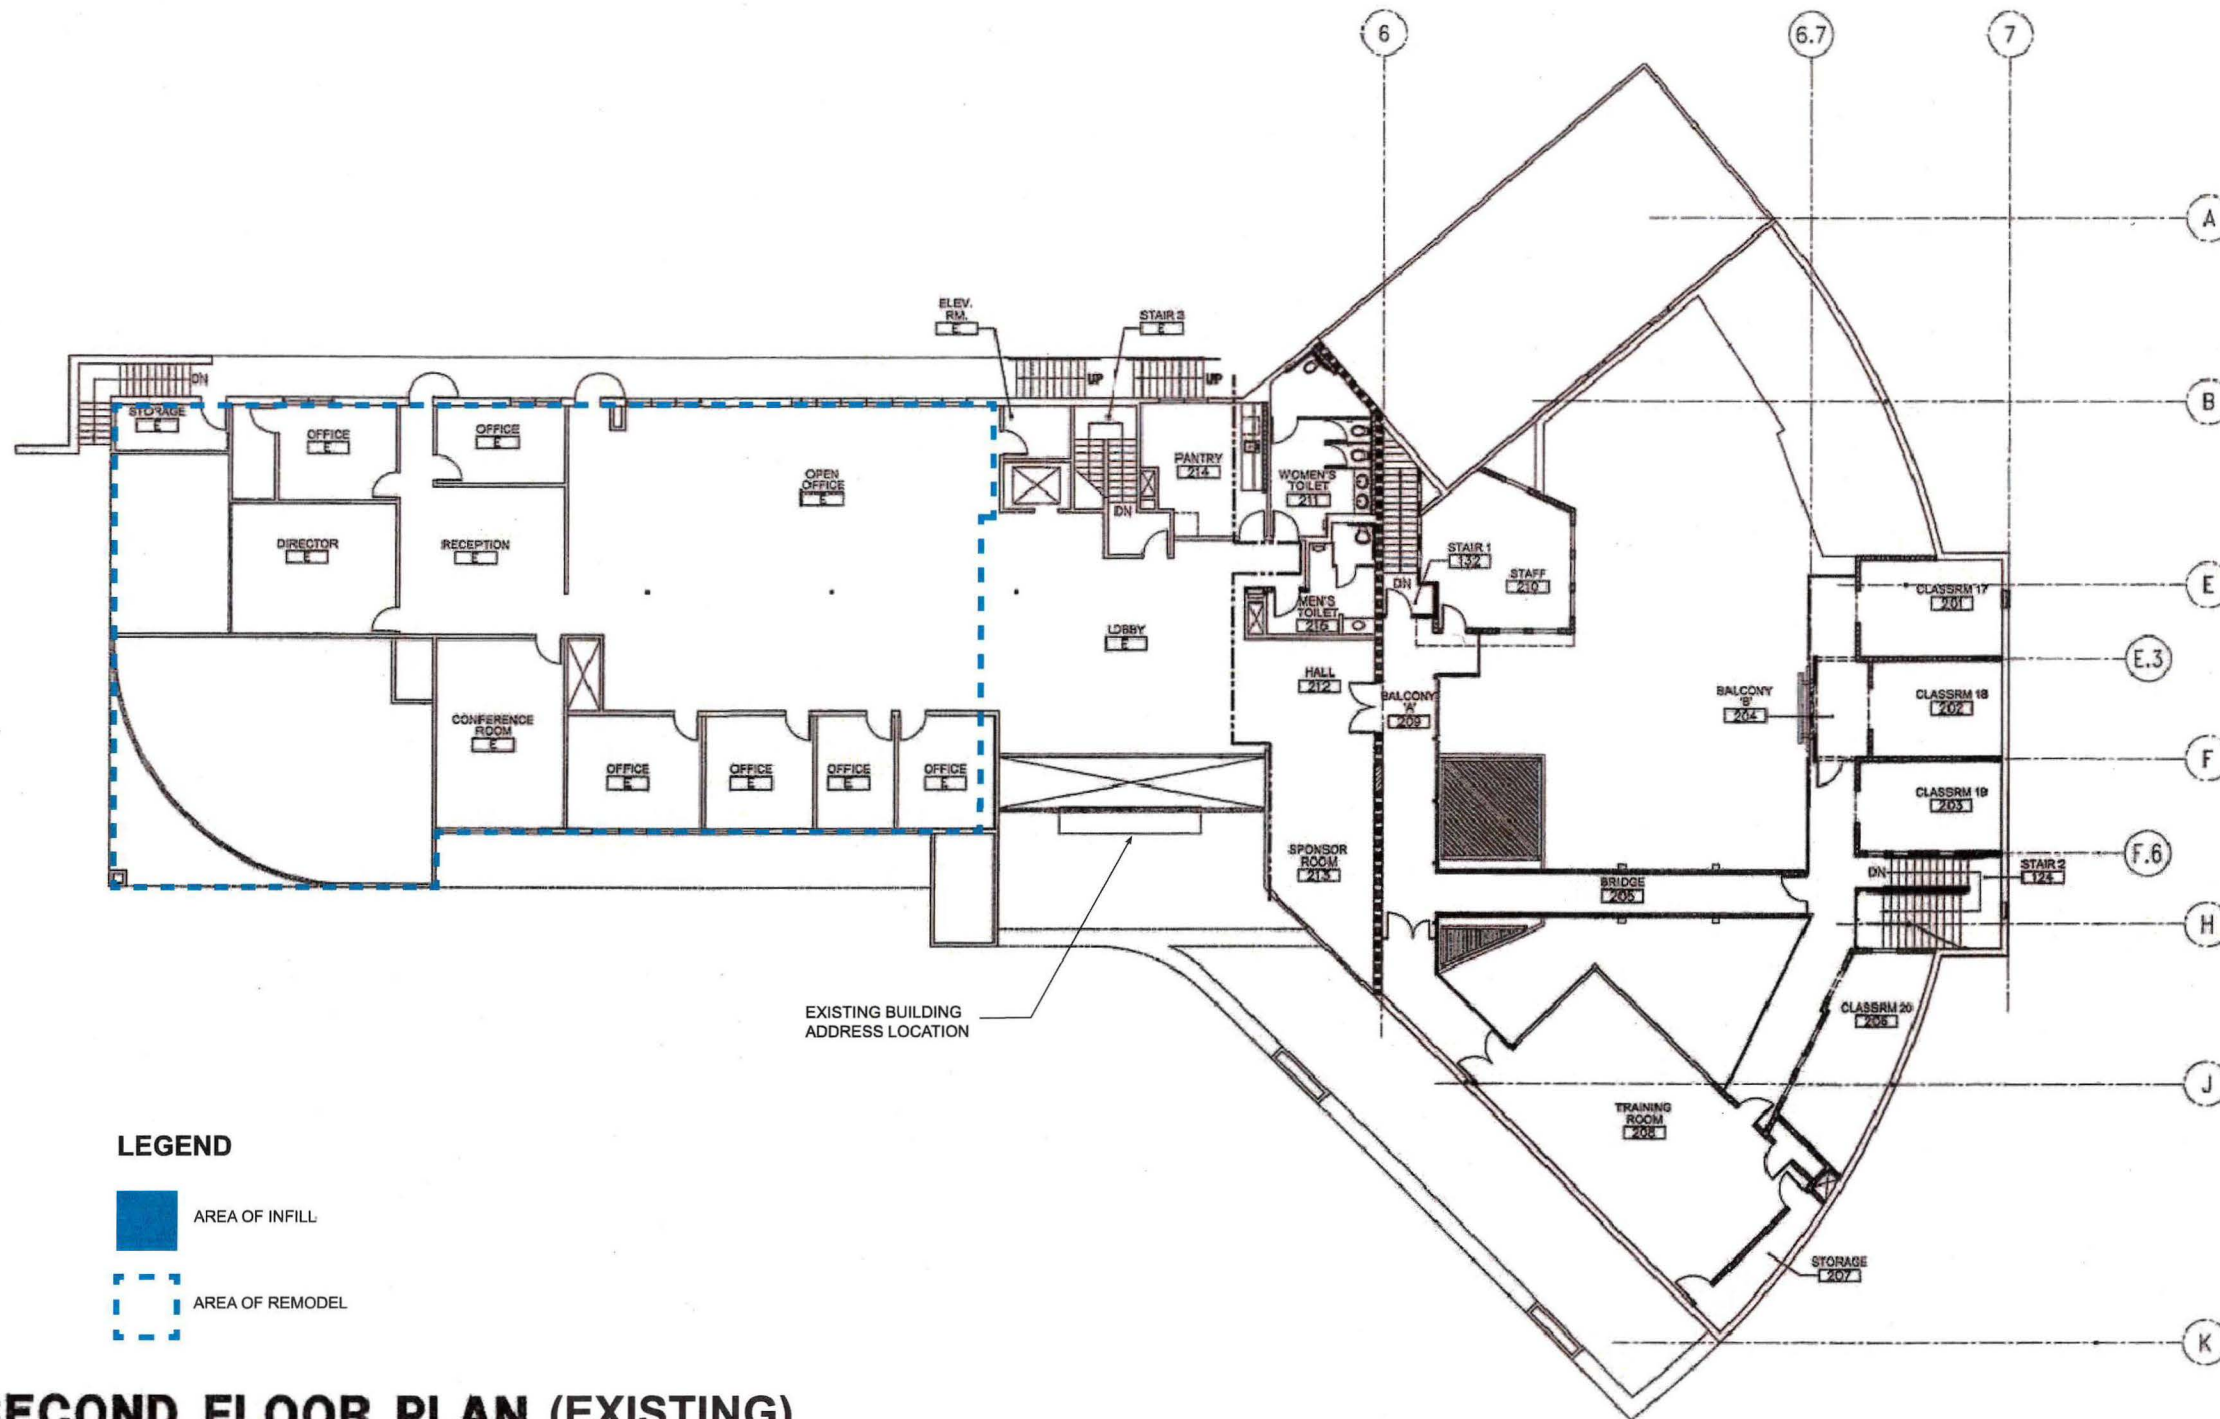 6
6.7
7
A
ELEV.
RM.
E
STAIR 3
E
DN
UP
UP
B
STORAGE
E
OFFICE
E
OFFICE
E
OPEN
OFFICE
E
PANTRY
214
WOMEN'S
TOILET
211
DN
DIRECTOR
E
RECEPTION
E
STAIR 1
132
DN
STAFF
210
CLASSRM 17
201
E
MEN'S
TOILET
215
LOBBY
E
E.3
HALL
212
BALCONY
'A'
209
BALCONY
'B'
204
CLASSRM 18
202
CONFERENCE
ROOM
E
OFFICE
E
OFFICE
E
OFFICE
E
OFFICE
E
F
CLASSRM 19
203
SPONSOR
ROOM
213
F.6
DN
STAIR 2
124
BRIDGE
205
H
EXISTING BUILDING
ADDRESS LOCATION
CLASSRM 20
206
J
TRAINING
ROOM
208
LEGEND
AREA OF INFILL
STORAGE
207
AREA OF REMODEL
K
SECOND FLOOR PLAN (EXISTING)